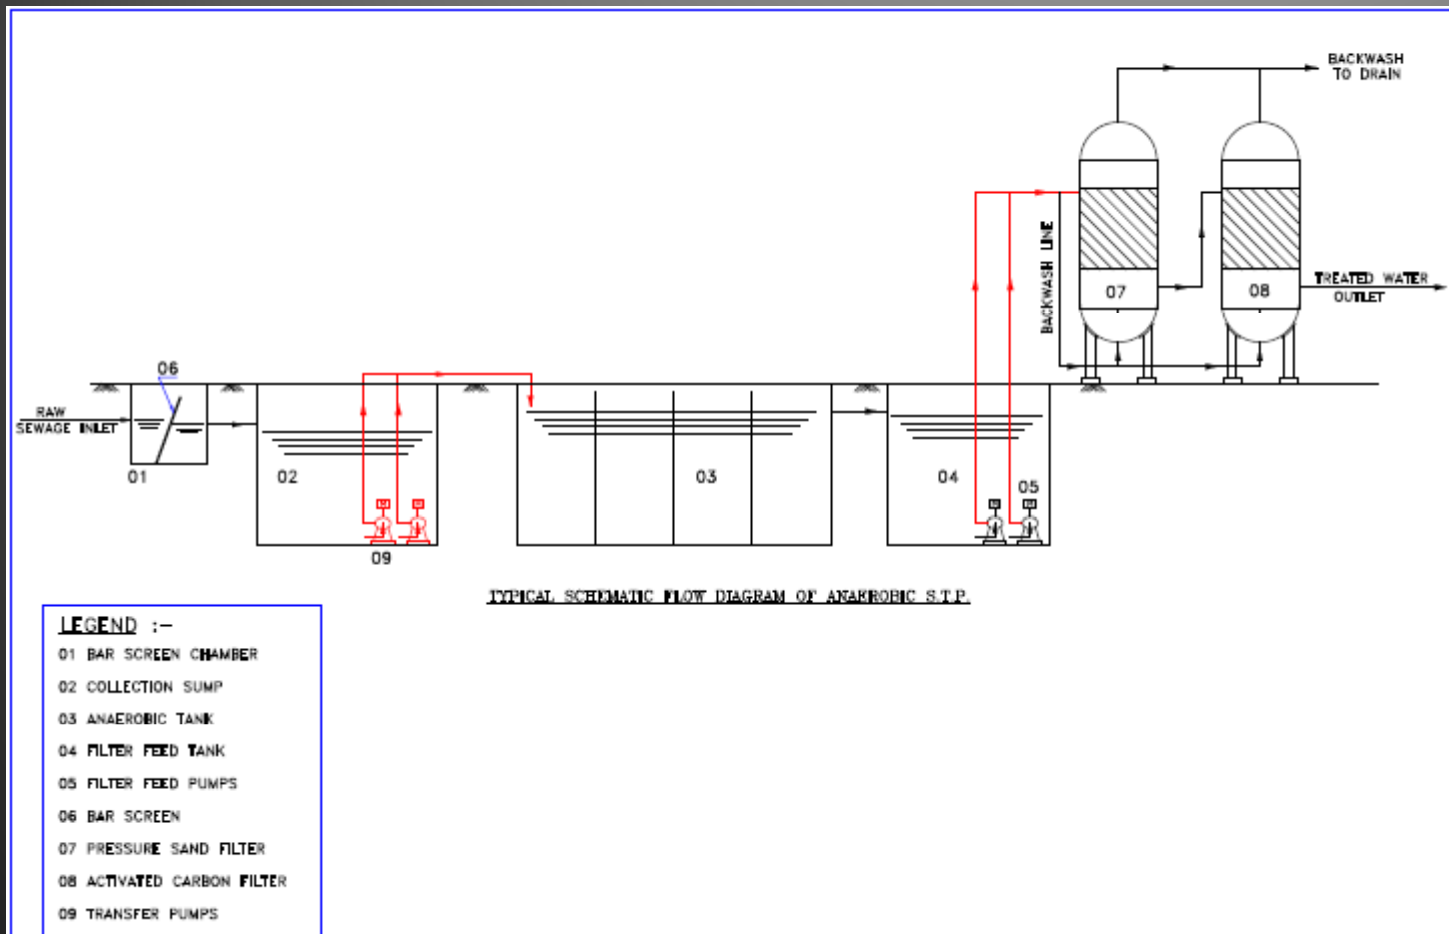 BACKWASH
TO DRAIN
BACKWASH LINE
07
08
TREATED WATER
OUTLET
06
RAW
SEWAGE INLET
01
02
03
04
05
09
TYPICAL SCHEMATIC FLOW DIAGRAM OF ANAEROBIC S.T.P.
LEGEND :-
01 BAR SCREEN CHAMBER
02 COLLECTION SUMP
03 ANAEROBIC TANK
04 FILTER FEED TANK
05 FILTER FEED PUMPS
06 BAR SCREEN
07 PRESSURE SAND FILTER
08 ACTIVATED CARBON FILTER
09 TRANSFER PUMPS